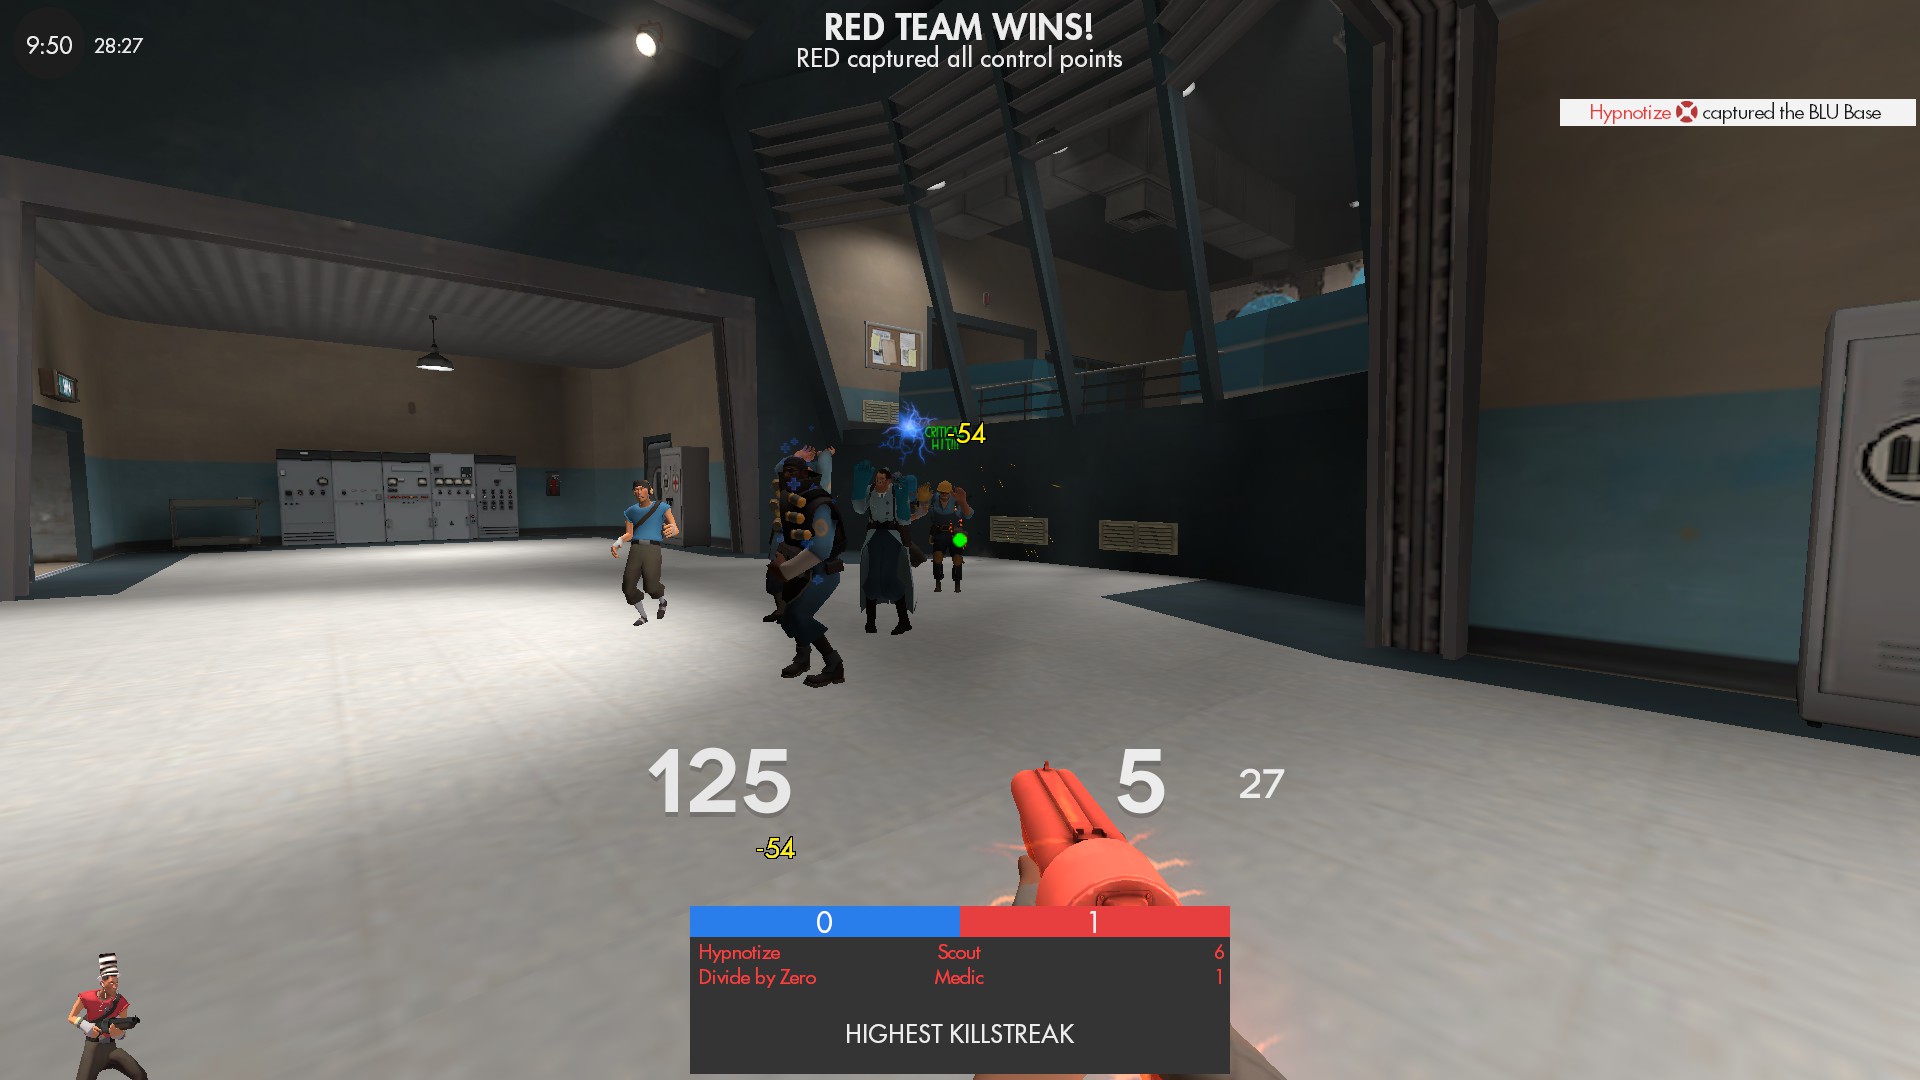 9:50 28:27
RED TEAM WINS!
RED captured all control points
Hypnotize captured the BLU Base
CRITICAL -54
HIT!!!
125 5 27
-54
0 1
Hypnotize Scout 6
Divide by Zero Medic 1
HIGHEST KILLSTREAK